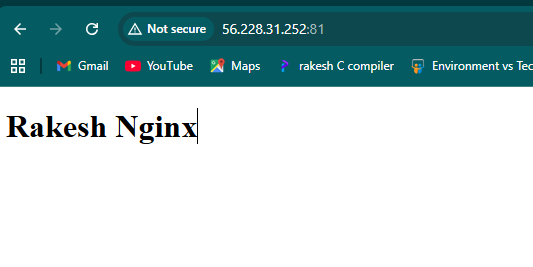 Not secure 56.228.31.252:81
Gmail YouTube Maps rakesh C compiler Environment vs Tec
Rakesh Nginx